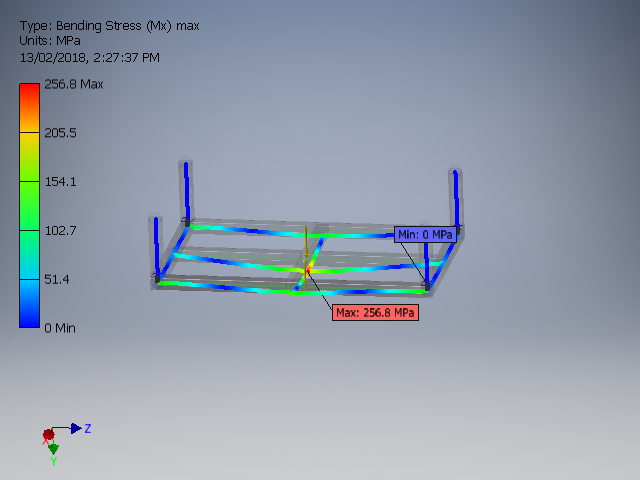 Type: Bending Stress (Mx) max
Units: MPa
13/02/2018, 2:27:37 PM
256.8 Max
205.5
154.1
102.7
51.4
0 Min
Min: 0 MPa
Max: 256.8 MPa
Z
X
Y